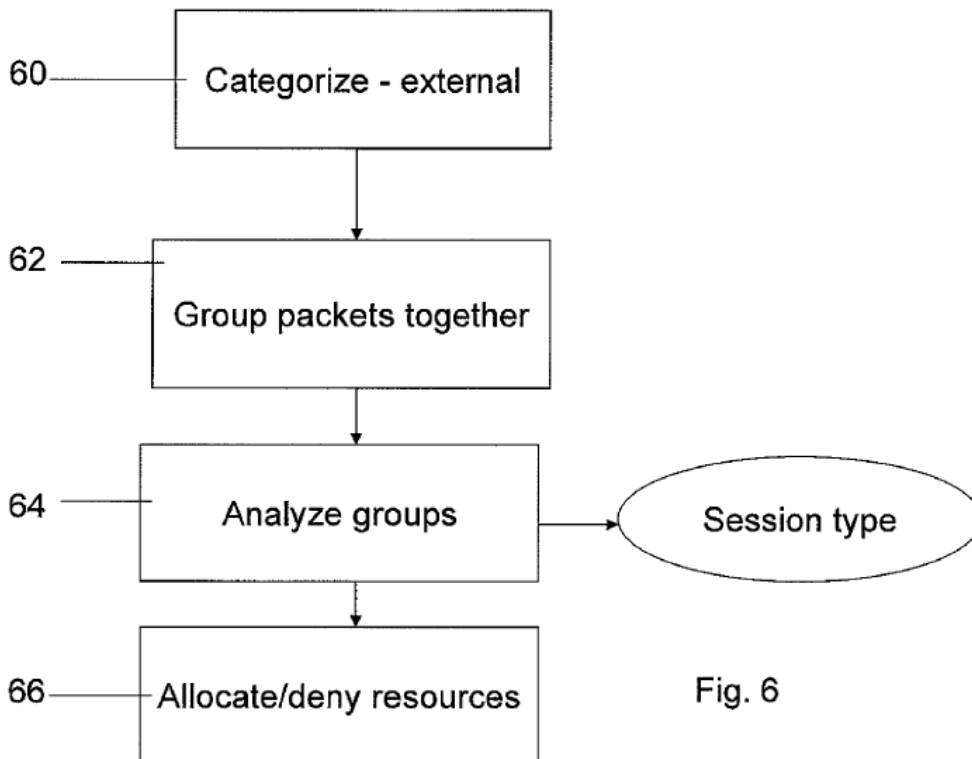 60
Categorize - external
62
Group packets together
64
Analyze groups
Session type
66
Allocate/deny resources
Fig. 6